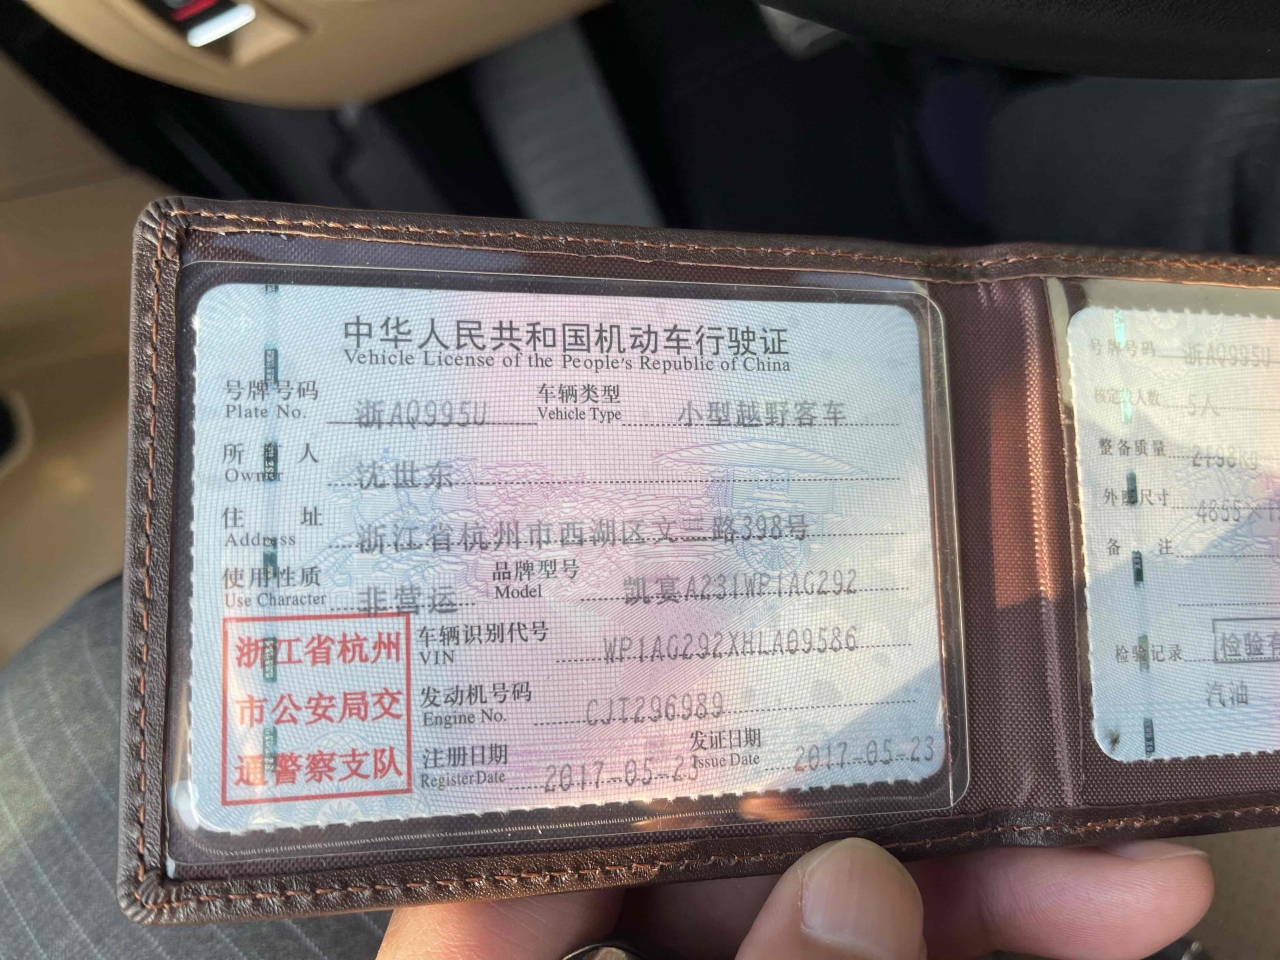 中华人民共和国机动车行驶证
Vehicle License of the People's Republic of China
号牌号码 浙AQ995U 车辆类型 小型越野客车
Plate No. Vehicle Type
所有人 沈世东
Owner
住址 浙江省杭州市西湖区文三路398号
Address
使用性质 非营运 品牌型号 凯宴A231WP1AG292
Use Character Model
车辆识别代号 WP1AG292XHLA09586
VIN
发动机号码 CJT296989
Engine No.
注册日期 2017-05-23 发证日期 2017-05-23
Register Date Issue Date
浙江省杭州
市公安局交
通警察支队
号牌号码 浙AQ995U
核定载人数 5人
整备质量 2198kg
外廓尺寸 4855×
备注
检验记录 检验有
汽油